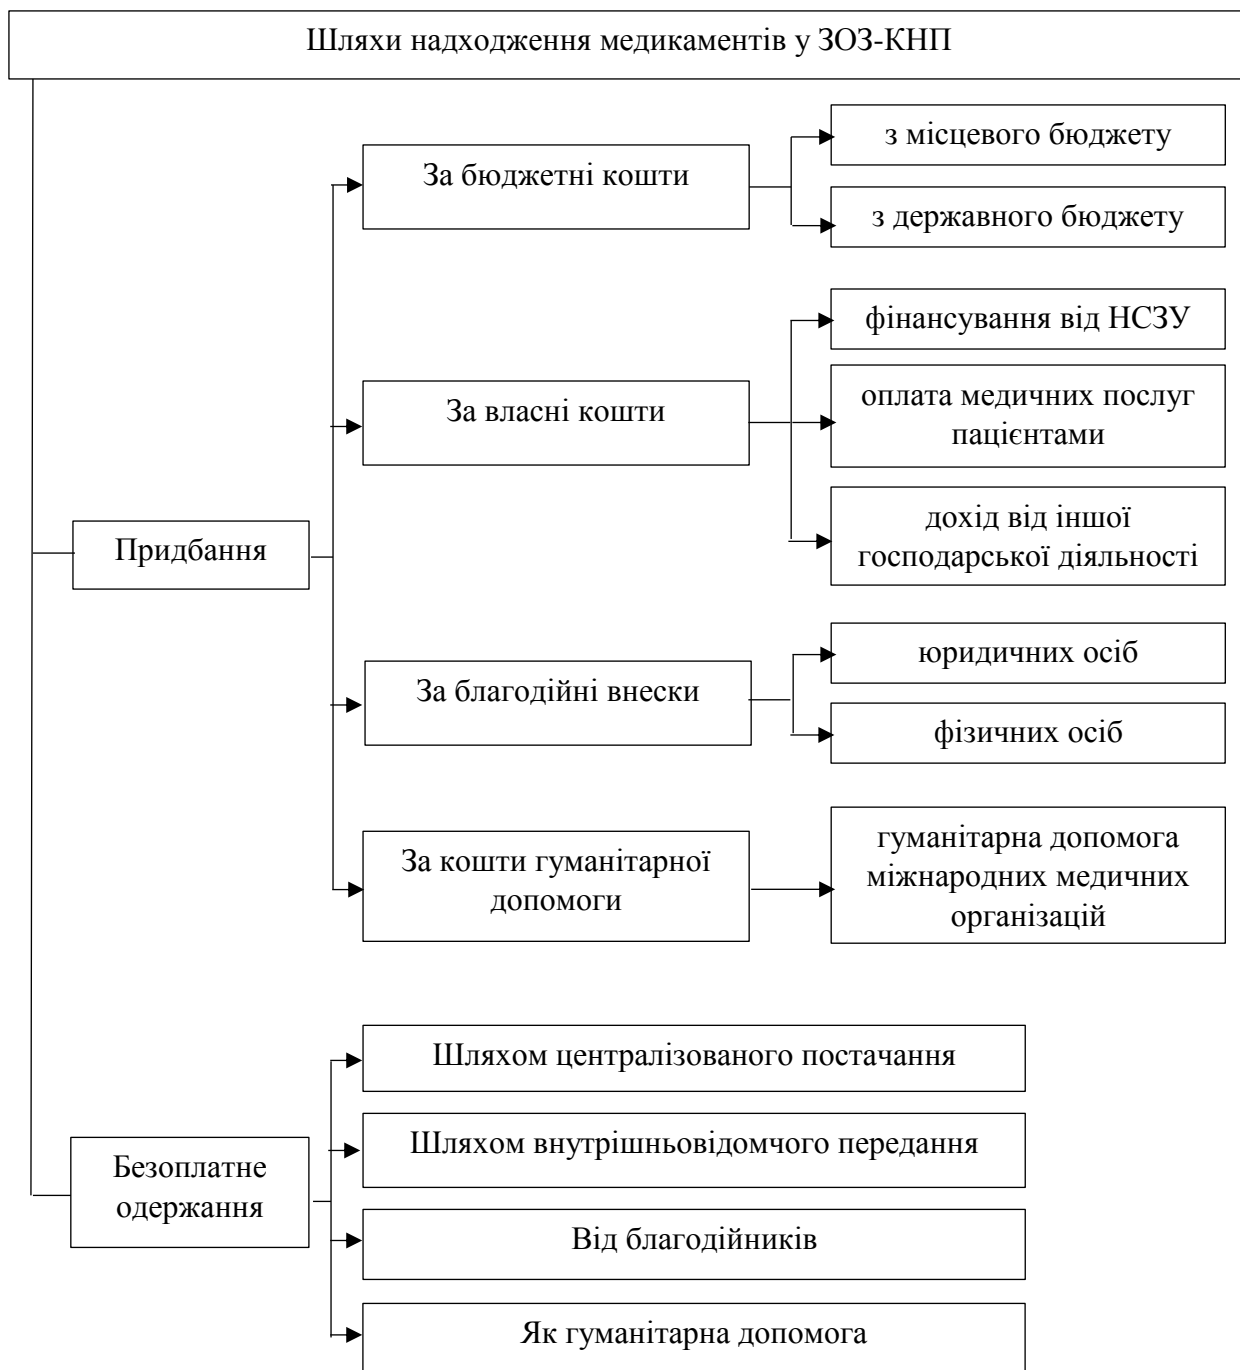 Шляхи надходження медикаментів у ЗОЗ-КНП
Придбання
За бюджетні кошти
з місцевого бюджету
з державного бюджету
За власні кошти
фінансування від НСЗУ
оплата медичних послуг
пацієнтами
дохід від іншої
господарської діяльності
За благодійні внески
юридичних осіб
фізичних осіб
За кошти гуманітарної
допомоги
гуманітарна допомога
міжнародних медичних
організацій
Безоплатне
одержання
Шляхом централізованого постачання
Шляхом внутрішньовідомчого передання
Від благодійників
Як гуманітарна допомога